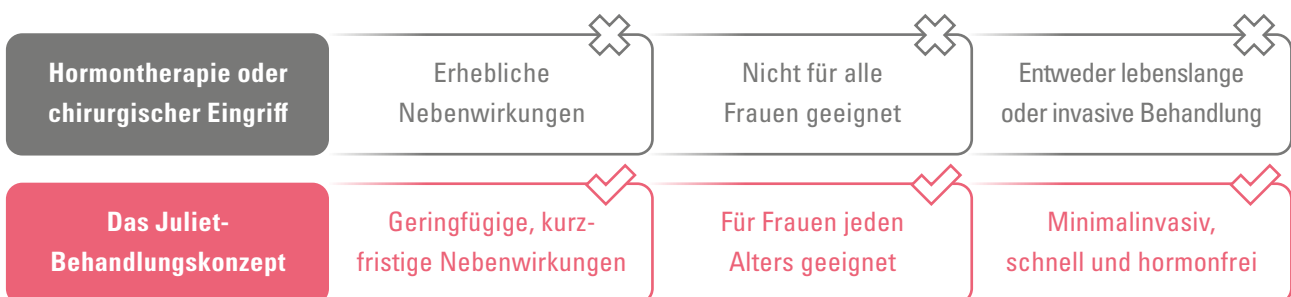 Hormontherapie oder
chirurgischer Eingriff
Erhebliche
Nebenwirkungen
Nicht für alle
Frauen geeignet
Entweder lebenslange
oder invasive Behandlung
Das Juliet-
Behandlungskonzept
Geringfügige, kurz-
fristige Nebenwirkungen
Für Frauen jeden
Alters geeignet
Minimalinvasiv,
schnell und hormonfrei